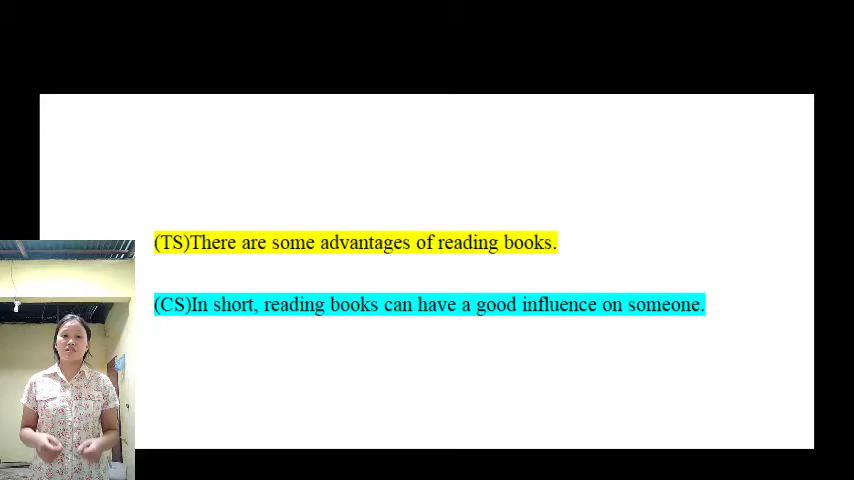 (TS)There are some advantages of reading books.
(CS)In short, reading books can have a good influence on someone.